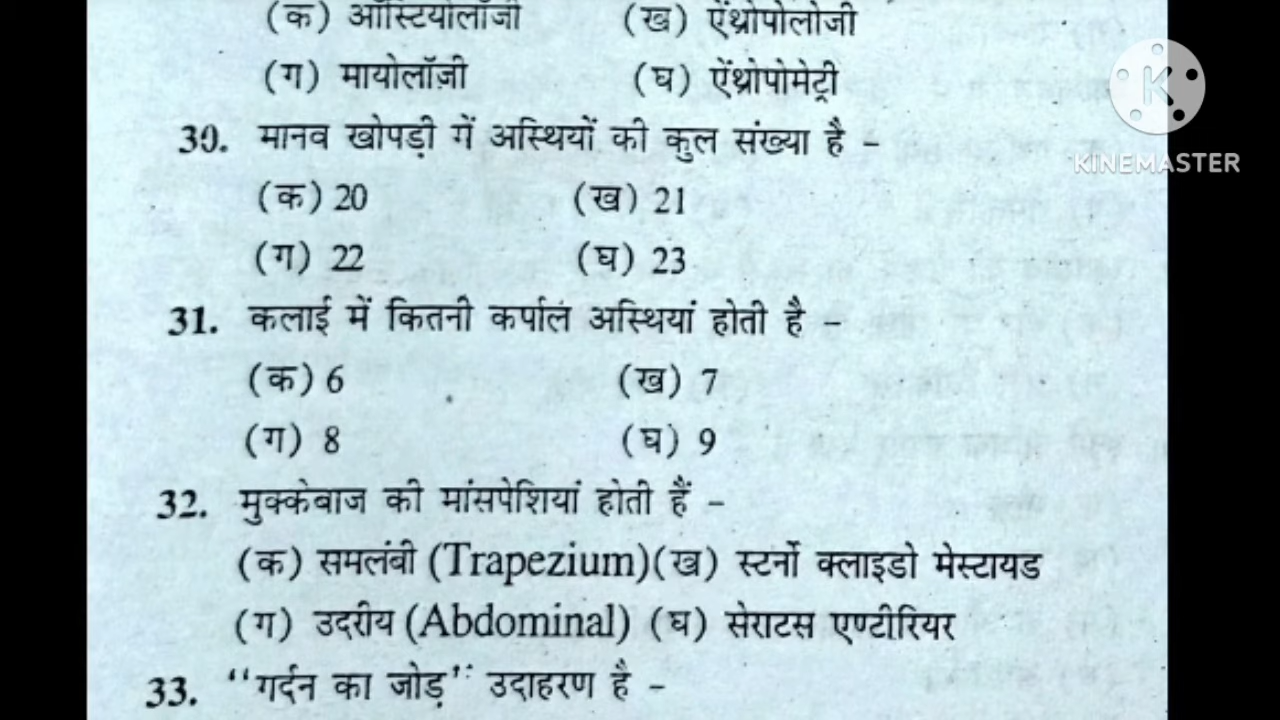 (क) ऑस्टियोलॉजी (ख) ऐंथ्रोपोलोजी
(ग) मायोलॉज़ी (घ) ऐंथ्रोपोमेट्री
30. मानव खोपड़ी में अस्थियों की कुल संख्या है -
(क) 20 (ख) 21
(ग) 22 (घ) 23
31. कलाई में कितनी कर्पाल अस्थियां होती है -
(क) 6 (ख) 7
(ग) 8 (घ) 9
32. मुक्केबाज की मांसपेशियां होती हैं -
(क) समलंबी (Trapezium) (ख) स्टर्नो क्लाइडो मेस्टायड
(ग) उदरीय (Abdominal) (घ) सेराटस एण्टीरियर
33. "गर्दन का जोड़" उदाहरण है -
K
KINEMASTER